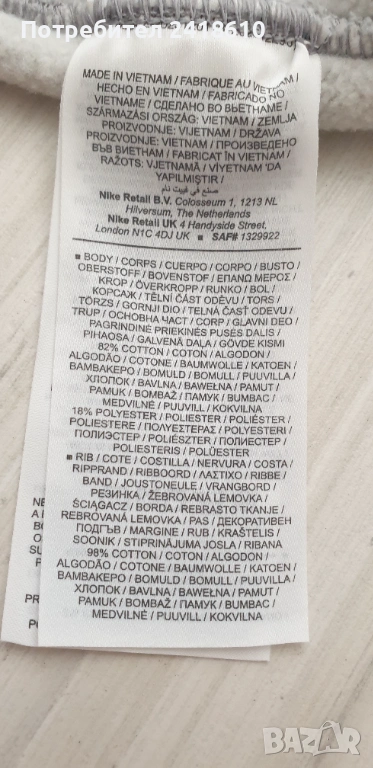 Потребител 2418610
MADE IN VIETNAM / FABRIQUE AU VIETNAM /
HECHO EN VIETNAM / FABRICADO NO
VIETNAME / СДЕЛАНО ВО ВЬЕТНАМЕ /
SZÁRMAZÁSI ORSZÁG: VIETNAM / ZEMLJA
PROIZVODNJE: VIJETNAM / DRŽAVA
PROIZVODNJE: VIETNAM / ПРОИЗВЕДЕНО
ВЪВ ВИЕТНАМ / FABRICAT ÎN VIETNAM /
RAŽOTS: VJETNAMĀ / VİYETNAM 'DA
YAPILMIŞTIR /
صنع في فييت نام
Nike Retail B.V. Colosseum 1, 1213 NL
Hilversum, The Netherlands
Nike Retail UK 4 Handyside Street,
London N1C 4DJ UK ■ SAF# 1329922
■ BODY / CORPS / CUERPO / CORPO / BUSTO /
OBERSTOFF / BOVENSTOF / ΕΠΑΝΩ ΜΕΡΟΣ /
KROP / ÖVERKROPP / RUNKO / BOL /
КОРСАЖ / TĚLNÍ ČÁST ODĚVU / TORS /
TÖRZS / GORNJI DIO / TELNÁ ČASŤ ODEVU /
TRUP / ОСНОВНА ЧАСТ / CORP / GLAVNI DEO /
PAGRINDINĖ PRIEKINĖS PUSĖS DALIS /
PIHAOSA / GALVENĀ DAĻA / GÖVDE KISMI
82% COTTON / COTON / ALGODÓN /
ALGODÃO / COTONE / BAUMWOLLE / KATOEN /
ΒΑΜΒΑΚΕΡΟ / BOMULD / BOMULL / PUUVILLA /
ХЛОПОК / BAVLNA / BAWEŁNA / PAMUT /
PAMUK / BOMBAŽ / ПАМУК / BUMBAC /
MEDVILNĖ / PUUVILL / KOKVILNA
18% POLYESTER / POLIESTER / POLIÉSTER /
POLIESTERE / ΠΟΛΥΕΣΤΕΡΑΣ / POLYESTERI /
ПОЛИЭСТЕР / POLIÉSZTER / ПОЛИЕСТЕР /
POLIESTERIS / POLÜESTER
■ RIB / COTE / COSTILLA / NERVURA / COSTA /
RIPPRAND / RIBBOORD / ΛΑΣΤΙΧΟ / RIBBE /
BAND / JOUSTONEULE / VRANGBORD /
РЕЗИНКА / ŽEBROVANÁ LEMOVKA /
ŚCIĄGACZ / BORDA / REBRASTO TKANJE /
REBROVANÁ LEMOVKA / PAS / ДЕКОРАТИВЕН
ПОДГЪВ / MARGINE / RUB / KRAŠTELIS /
SOONIK / STIPRINĀJUMA JOSLA / RIBANA
98% COTTON / COTON / ALGODÓN /
ALGODÃO / COTONE / BAUMWOLLE / KATOEN /
ΒΑΜΒΑΚΕΡΟ / BOMULD / BOMULL / PUUVILLA /
ХЛОПОК / BAVLNA / BAWEŁNA / PAMUT /
PAMUK / BOMBAŽ / ПАМУК / BUMBAC /
MEDVILNĖ / PUUVILL / KOKVILNA
BAZAR